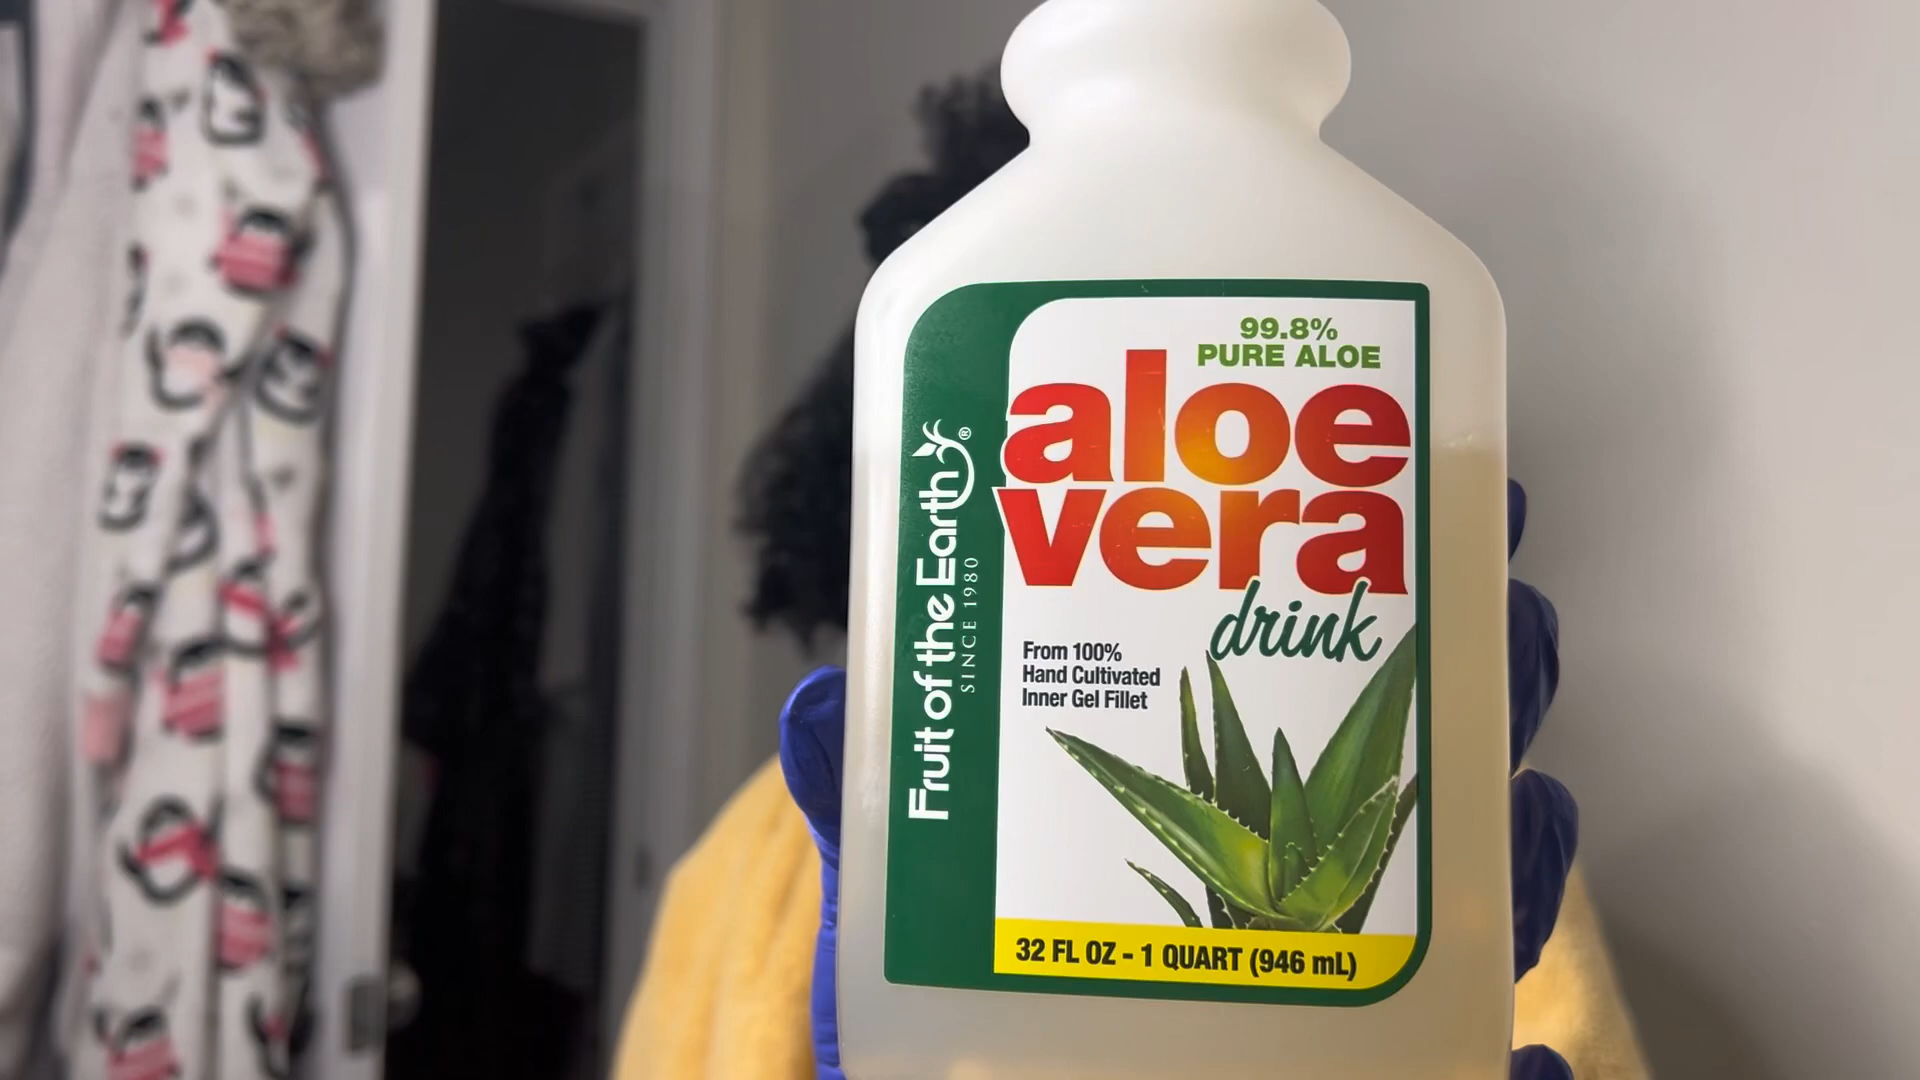 99.8%
PURE ALOE
aloe
vera
drink
Fruit of the Earth®
SINCE 1980
From 100%
Hand Cultivated
Inner Gel Fillet
32 FL OZ - 1 QUART (946 mL)